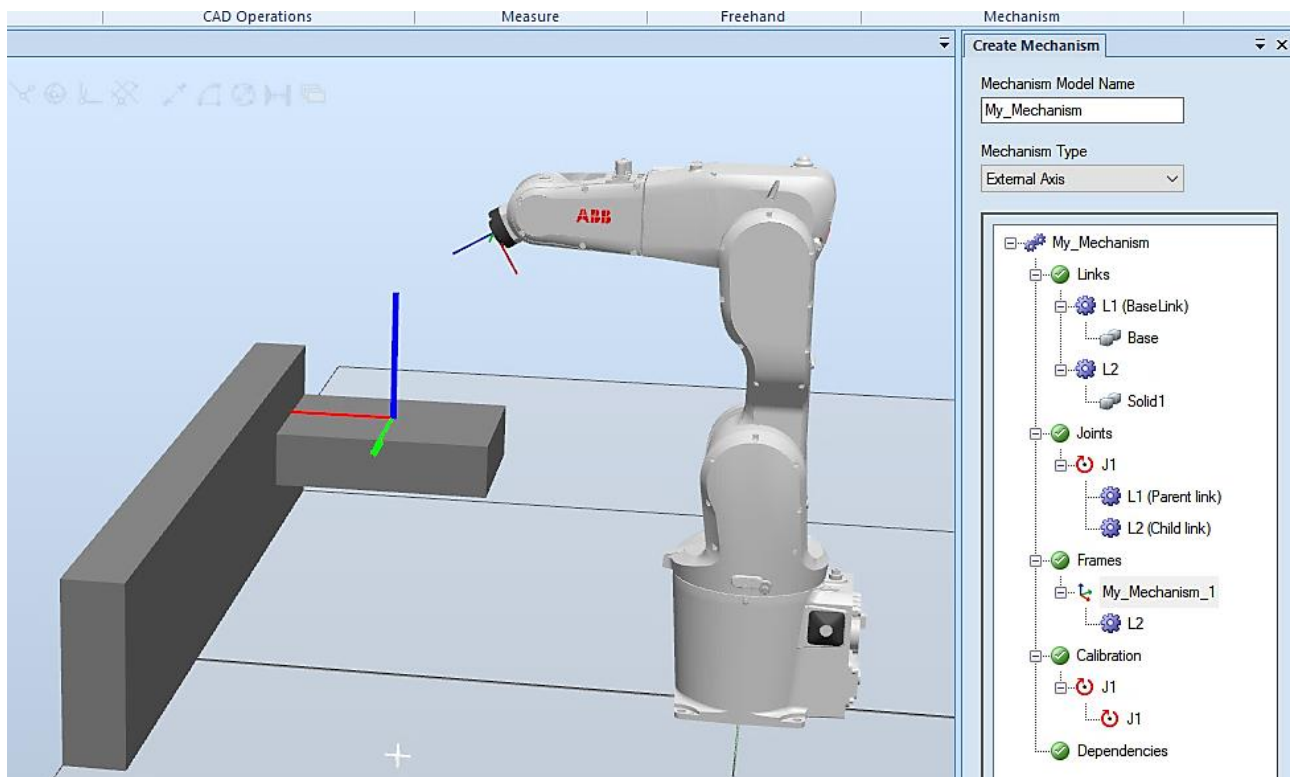 CAD Operations Measure Freehand Mechanism
Create Mechanism
Mechanism Model Name
My_Mechanism
Mechanism Type
External Axis
My_Mechanism
Links
L1 (BaseLink)
Base
L2
Solid1
Joints
J1
L1 (Parent link)
L2 (Child link)
Frames
My_Mechanism_1
L2
Calibration
J1
J1
Dependencies
ABB